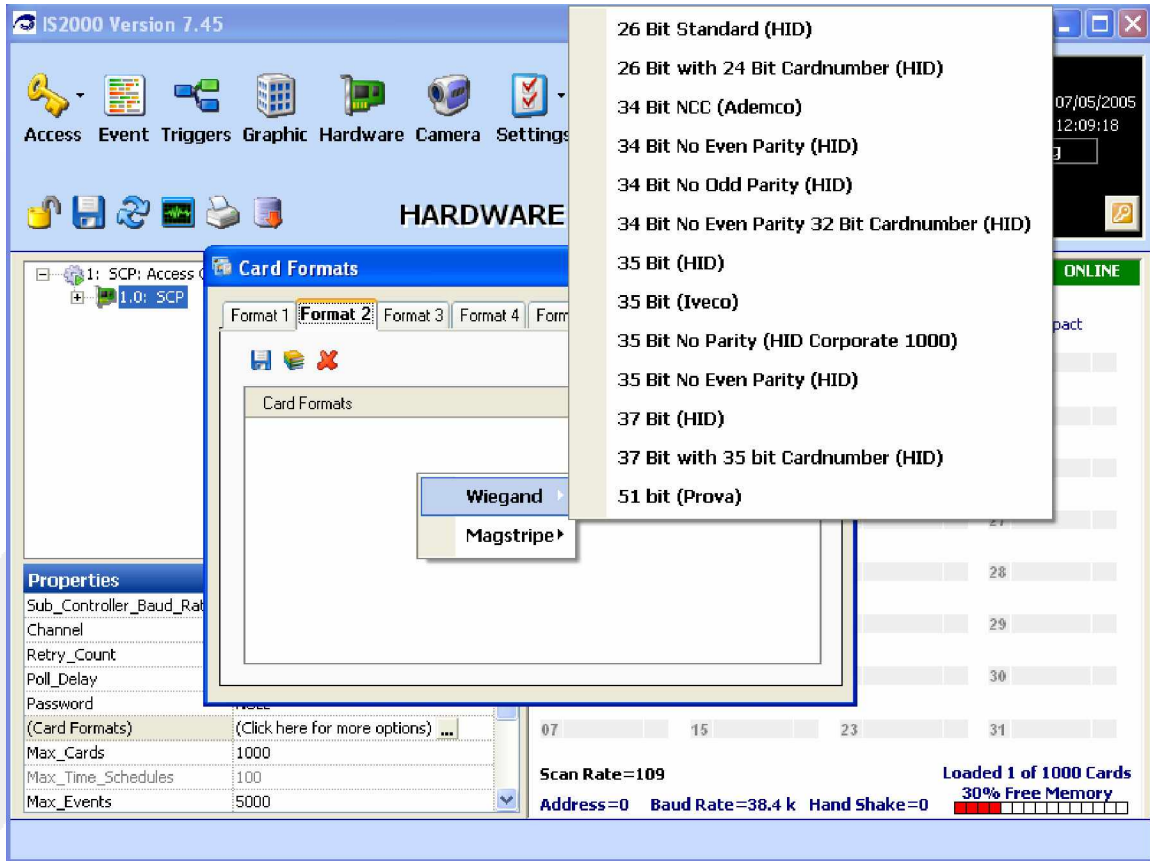 IS2000 Version 7.45
Access Event Triggers Graphic Hardware Camera Settings
07/05/2005
12:09:18
HARDWARE
26 Bit Standard (HID)
26 Bit with 24 Bit Cardnumber (HID)
34 Bit NCC (Ademco)
34 Bit No Even Parity (HID)
34 Bit No Odd Parity (HID)
34 Bit No Even Parity 32 Bit Cardnumber (HID)
35 Bit (HID)
35 Bit (Iveco)
35 Bit No Parity (HID Corporate 1000)
35 Bit No Even Parity (HID)
37 Bit (HID)
37 Bit with 35 bit Cardnumber (HID)
51 bit (Prova)
1: SCP: Access
1.0: SCP
ONLINE
Card Formats
Format 1 Format 2 Format 3 Format 4
Card Formats
Wiegand
Magstripe
Properties
Sub_Controller_Baud_Rat
Channel
Retry_Count
Poll_Delay
Password
(Card Formats) (Click here for more options) ...
Max_Cards 1000
Max_Time_Schedules 100
Max_Events 5000
27
28
29
30
07 15 23 31
Scan Rate=109
Loaded 1 of 1000 Cards
30% Free Memory
Address=0 Baud Rate=38.4 k Hand Shake=0